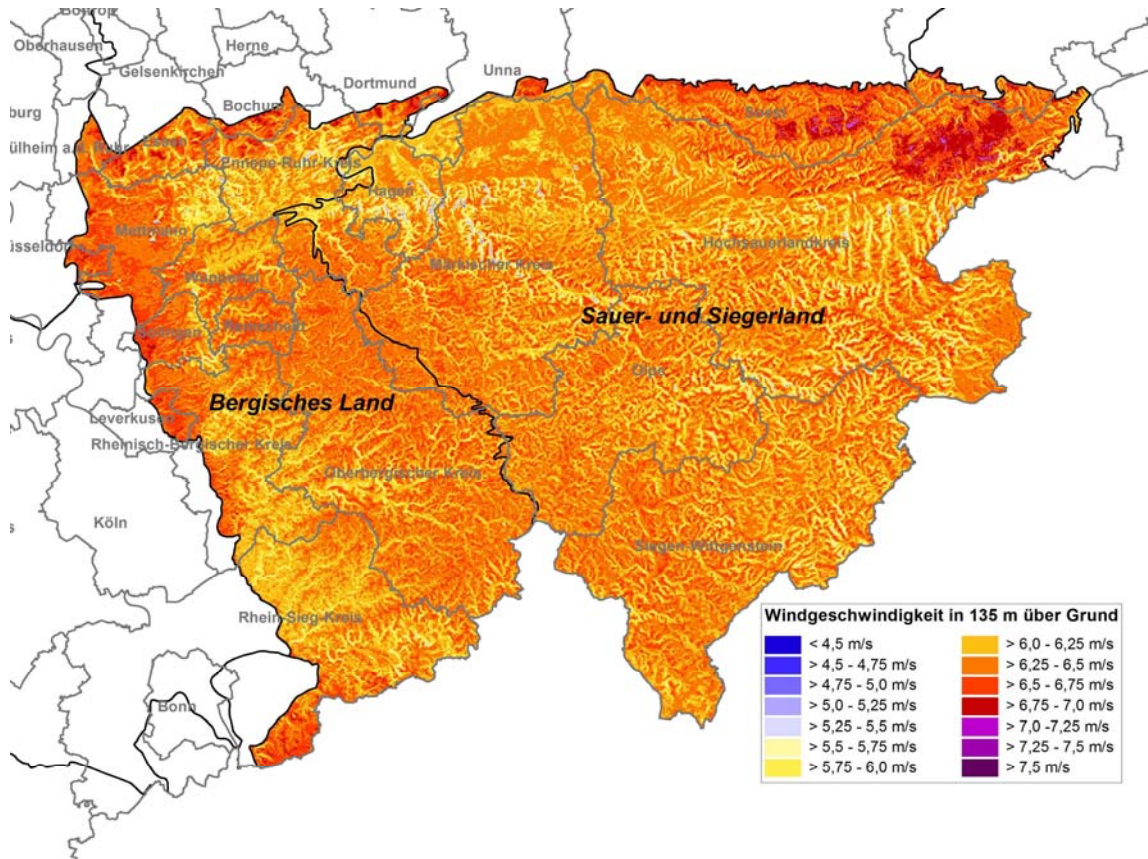 Bottrop
Oberhausen
Herne
Gelsenkirchen
Unna
Dortmund
Bochum
burg
Soest
Essen
ülheim a.d. Ruhr
Ennepe-Ruhr-Kreis
Hagen
Mettmann
üsseldorf
Hochsauerlandkreis
Märkischer Kreis
Wuppertal
Sauer- und Siegerland
Solingen
Remscheid
Olpe
Bergisches Land
Leverkusen
Rheinisch-Bergischer Kreis
Oberbergischer Kreis
Köln
s
Siegen-Wittgenstein
Rhein-Sieg-Kreis
Bonn
Windgeschwindigkeit in 135 m über Grund
< 4,5 m/s
> 4,5 - 4,75 m/s
> 4,75 - 5,0 m/s
> 5,0 - 5,25 m/s
> 5,25 - 5,5 m/s
> 5,5 - 5,75 m/s
> 5,75 - 6,0 m/s
> 6,0 - 6,25 m/s
> 6,25 - 6,5 m/s
> 6,5 - 6,75 m/s
> 6,75 - 7,0 m/s
> 7,0 -7,25 m/s
> 7,25 - 7,5 m/s
> 7,5 m/s